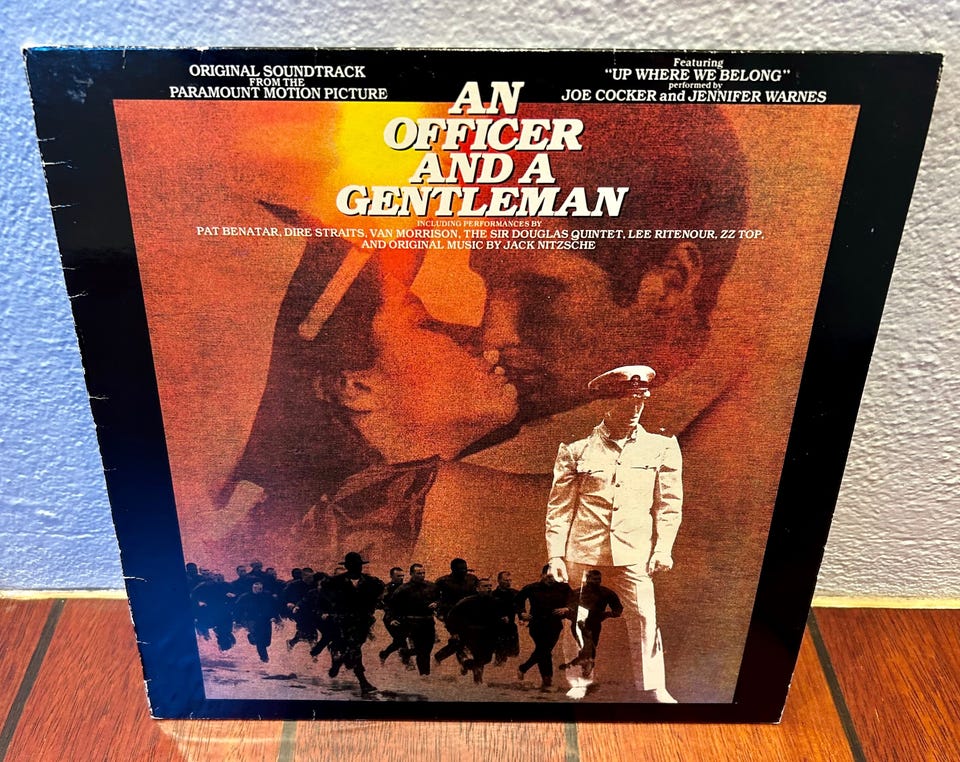 ORIGINAL SOUNDTRACK
FROM THE
PARAMOUNT MOTION PICTURE
Featuring
"UP WHERE WE BELONG"
performed by
JOE COCKER and JENNIFER WARNES
AN
OFFICER
AND A
GENTLEMAN
INCLUDING PERFORMANCES BY
PAT BENATAR, DIRE STRAITS, VAN MORRISON, THE SIR DOUGLAS QUINTET, LEE RITENOUR, ZZ TOP,
AND ORIGINAL MUSIC BY JACK NITZSCHE